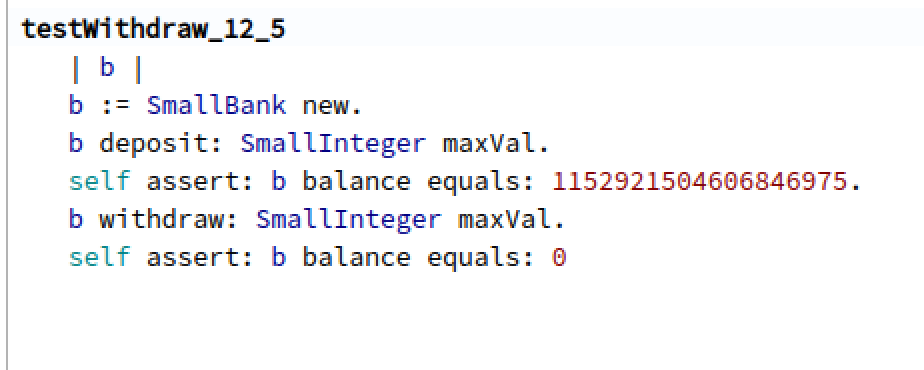 testWithdraw_12_5
| b |
b := SmallBank new.
b deposit: SmallInteger maxVal.
self assert: b balance equals: 1152921504606846975.
b withdraw: SmallInteger maxVal.
self assert: b balance equals: 0